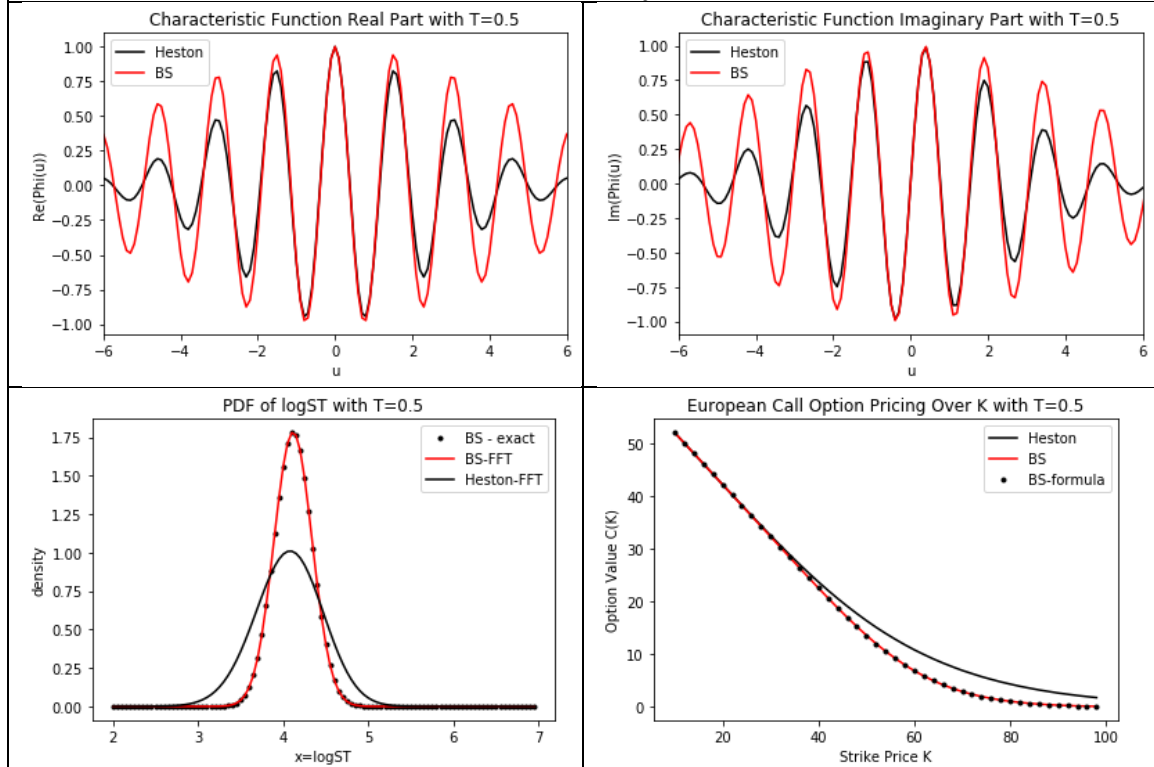 Characteristic Function Real Part with T=0.5
Heston
BS
Re(Phi(u))
1.00
0.75
0.50
0.25
0.00
−0.25
−0.50
−0.75
−1.00
−6 −4 −2 0 2 4 6
u
Characteristic Function Imaginary Part with T=0.5
Heston
BS
Im(Phi(u))
1.00
0.75
0.50
0.25
0.00
−0.25
−0.50
−0.75
−1.00
−6 −4 −2 0 2 4 6
u
PDF of logST with T=0.5
BS - exact
BS-FFT
Heston-FFT
density
1.75
1.50
1.25
1.00
0.75
0.50
0.25
0.00
2 3 4 5 6 7
x=logST
European Call Option Pricing Over K with T=0.5
Heston
BS
BS-formula
Option Value C(K)
50
40
30
20
10
0
20 40 60 80 100
Strike Price K